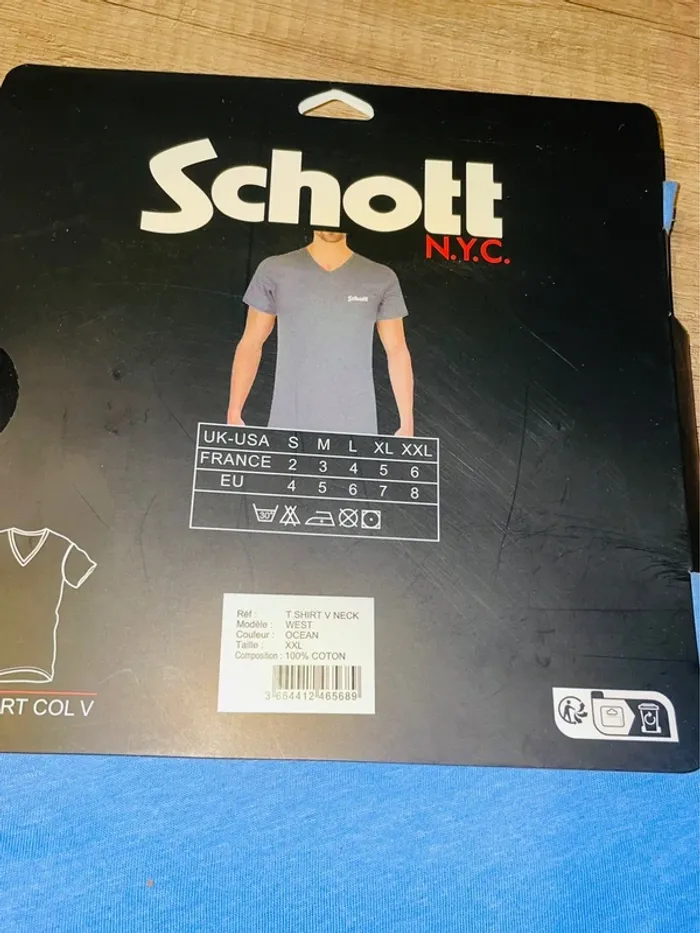 Schott
N.Y.C.
Schott
UK-USA S M L XL XXL
FRANCE 2 3 4 5 6
EU 4 5 6 7 8
30°
Réf : T.SHIRT V NECK
Modèle : WEST
Couleur : OCEAN
Taille : XXL
Composition : 100% COTON
3 664412 465689
RT COL V